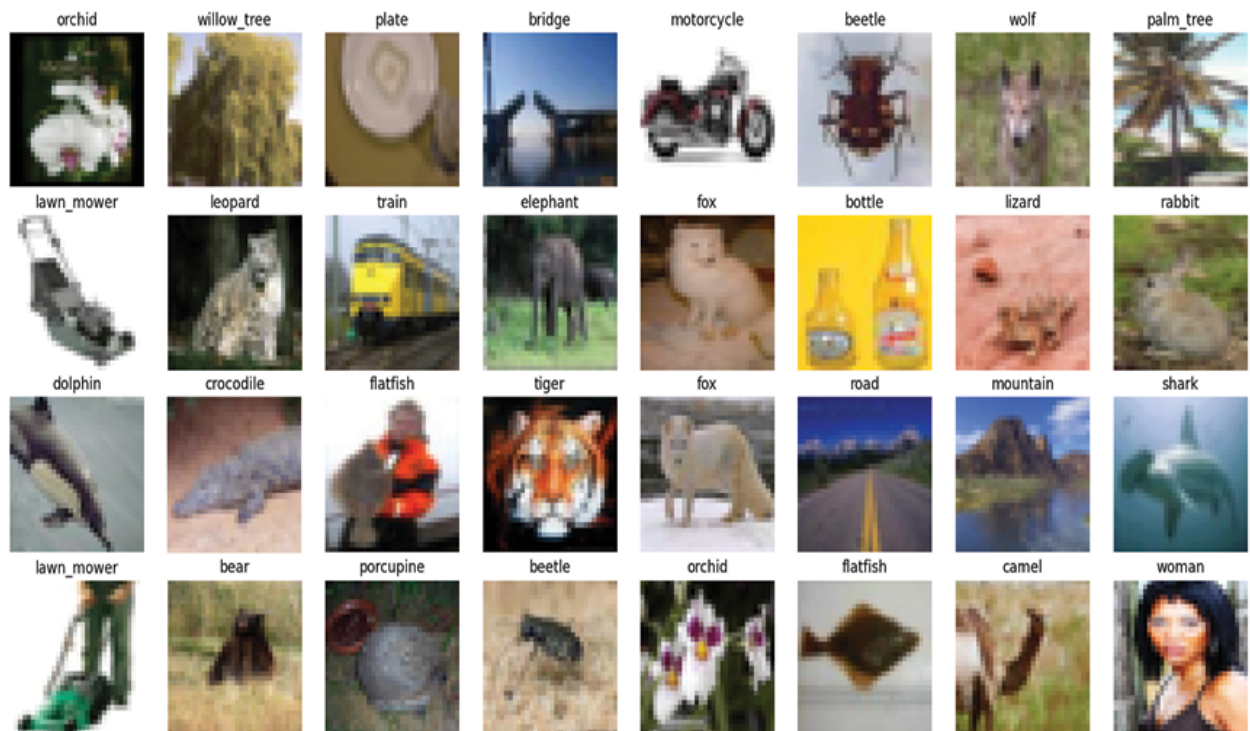 orchid willow_tree plate bridge motorcycle beetle wolf palm_tree
lawn_mower leopard train elephant fox bottle lizard rabbit
dolphin crocodile flatfish tiger fox road mountain shark
lawn_mower bear porcupine beetle orchid flatfish camel woman